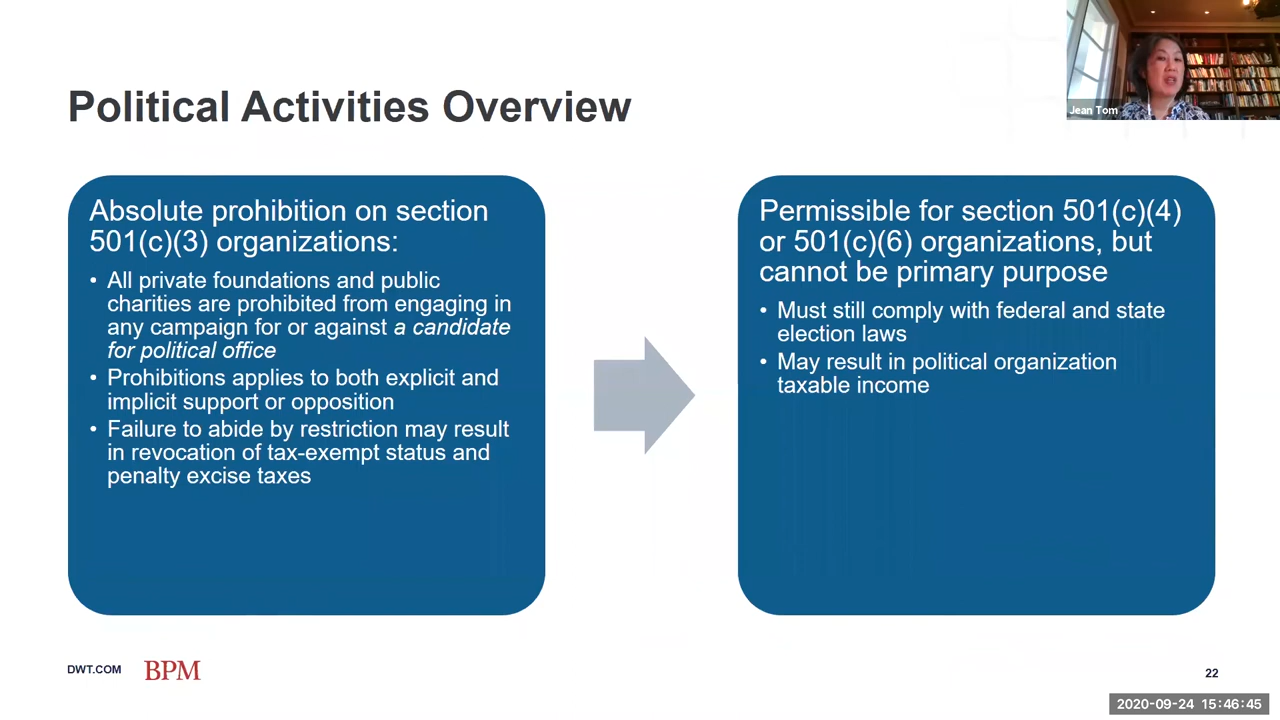 Political Activities Overview
Jean Tom
Absolute prohibition on section
501(c)(3) organizations:
• All private foundations and public
charities are prohibited from engaging in
any campaign for or against a candidate
for political office
• Prohibitions applies to both explicit and
implicit support or opposition
• Failure to abide by restriction may result
in revocation of tax-exempt status and
penalty excise taxes
Permissible for section 501(c)(4)
or 501(c)(6) organizations, but
cannot be primary purpose
• Must still comply with federal and state
election laws
• May result in political organization
taxable income
DWT.COM
BPM
22
2020-09-24 15:46:45